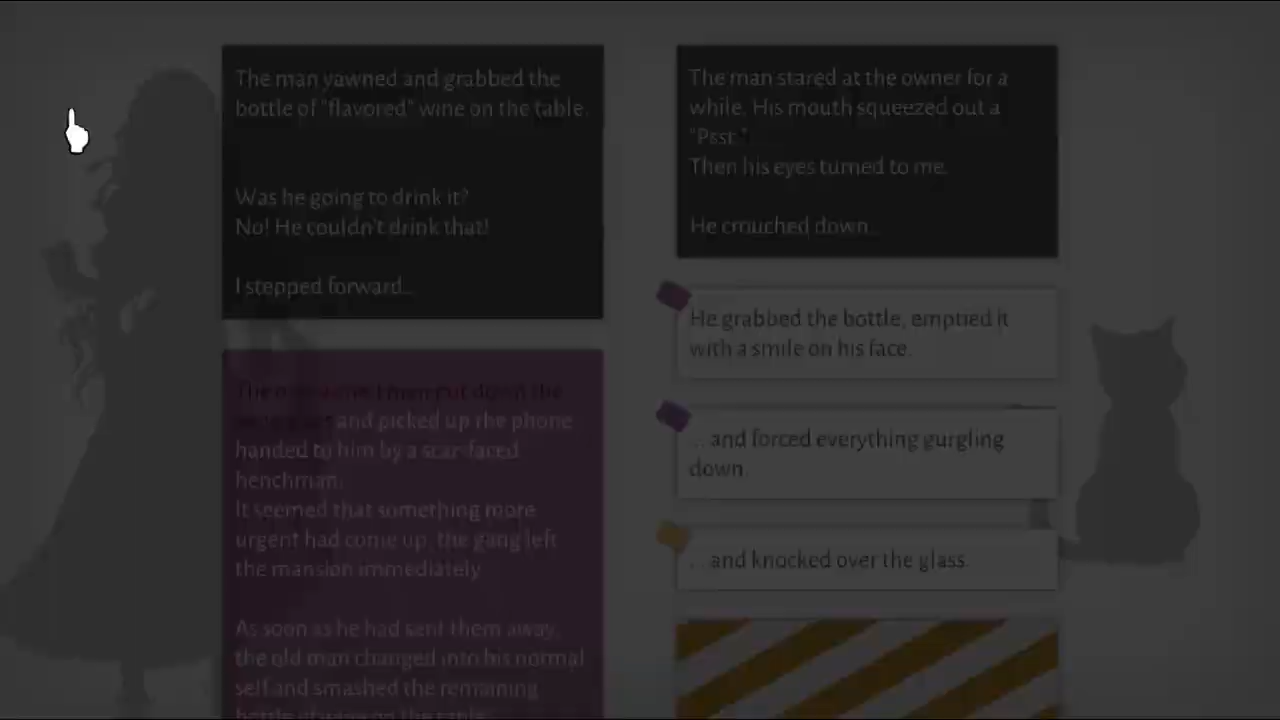 The man yawned and grabbed the
bottle of "flavored" wine on the table.
Was he going to drink it?
No! He couldn't drink that!
I stepped forward...
and picked up the phone
handed to him by a scar-faced
henchman.
It seemed that something more
urgent had come up, the gang left
the mansion immediately.
As soon as he had sent them away,
the old man changed into his normal
self and smashed the remaining
The man stared at the owner for a
while. His mouth squeezed out a
"Psst."
Then his eyes turned to me.
He crouched down...
He grabbed the bottle, emptied it
with a smile on his face.
...and forced everything gurgling
down.
...and knocked over the glass.